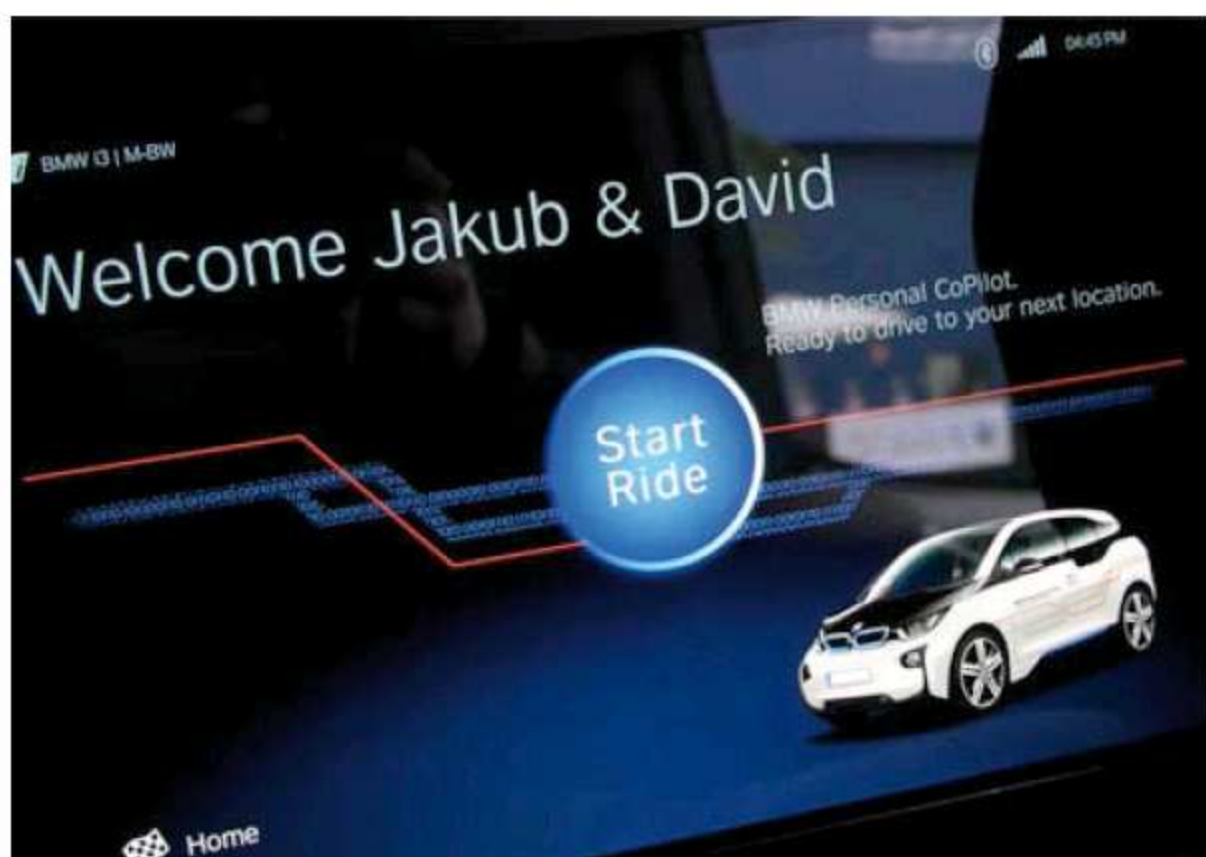 04:45 PM
BMW i3 | M-BW
Welcome Jakub & David
BMW Personal CoPilot.
Ready to drive to your next location.
Start
Ride
Home